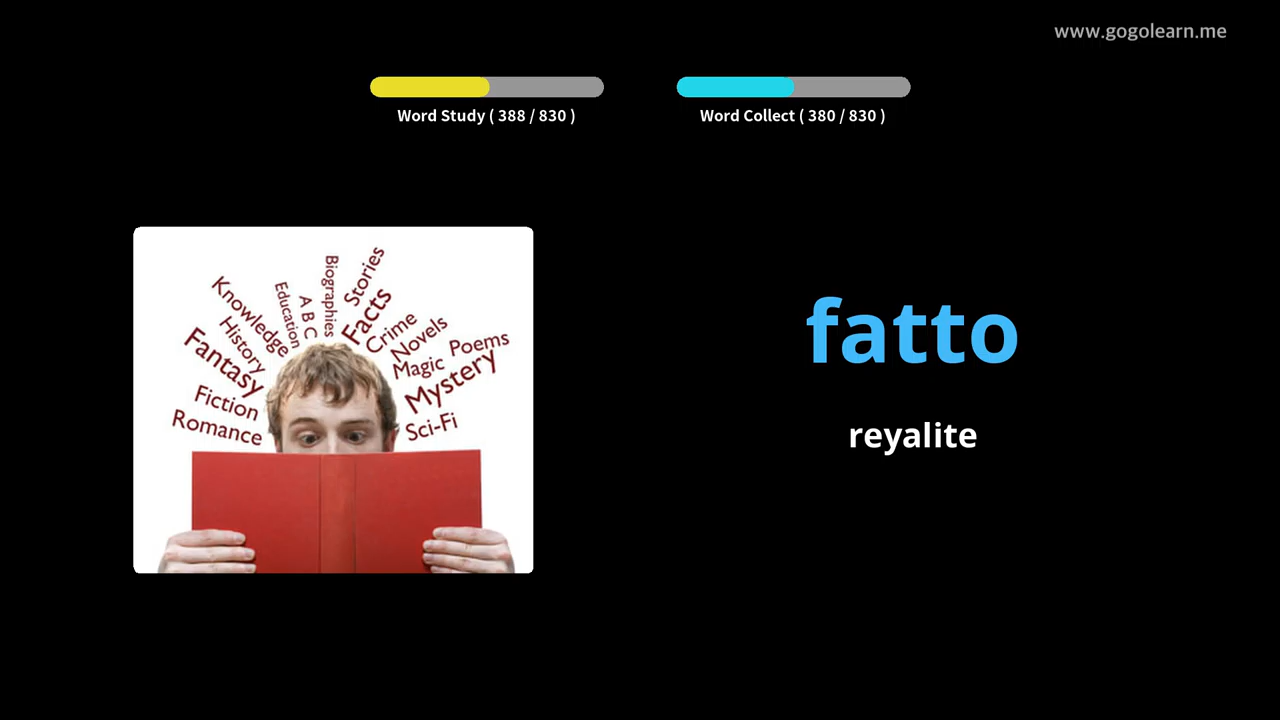 www.gogolearn.me
Word Study ( 388 / 830 )
Word Collect ( 380 / 830 )
Biographies
Stories
Education
A B C
Facts
Knowledge
Crime
History
Novels
Fantasy
Magic
Poems
Mystery
Fiction
Romance
Sci-Fi
fatto
reyalite